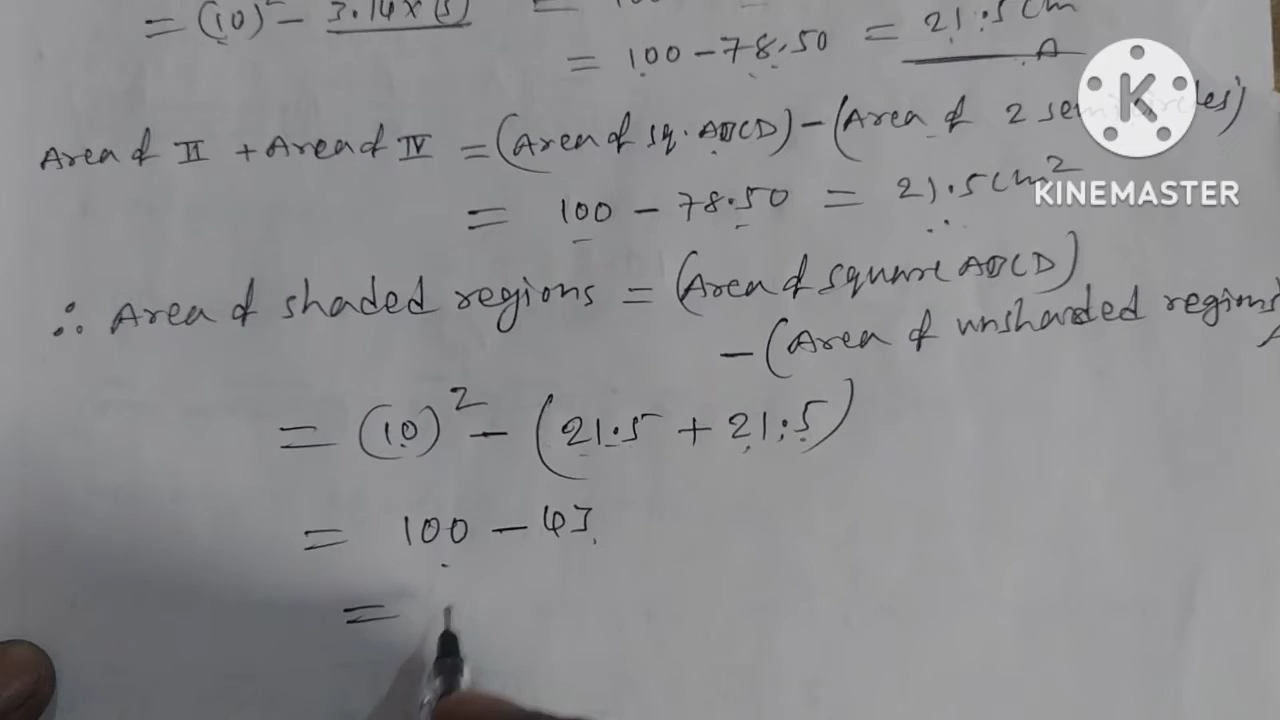 = (10)² - 3.14 × (5)
= 100 - 78.50 = 21.5 cm
Area of II + Area of IV = (Area of sq. ABCD) - (Area of 2
= 100 - 78.50 = 21.5 cm²
∴ Area of shaded regions = (Area of square ABCD)
- (Area of unshaded regions
= (10)² - (21.5 + 21.5)
= 100 - 43
=
K
KINEMASTER